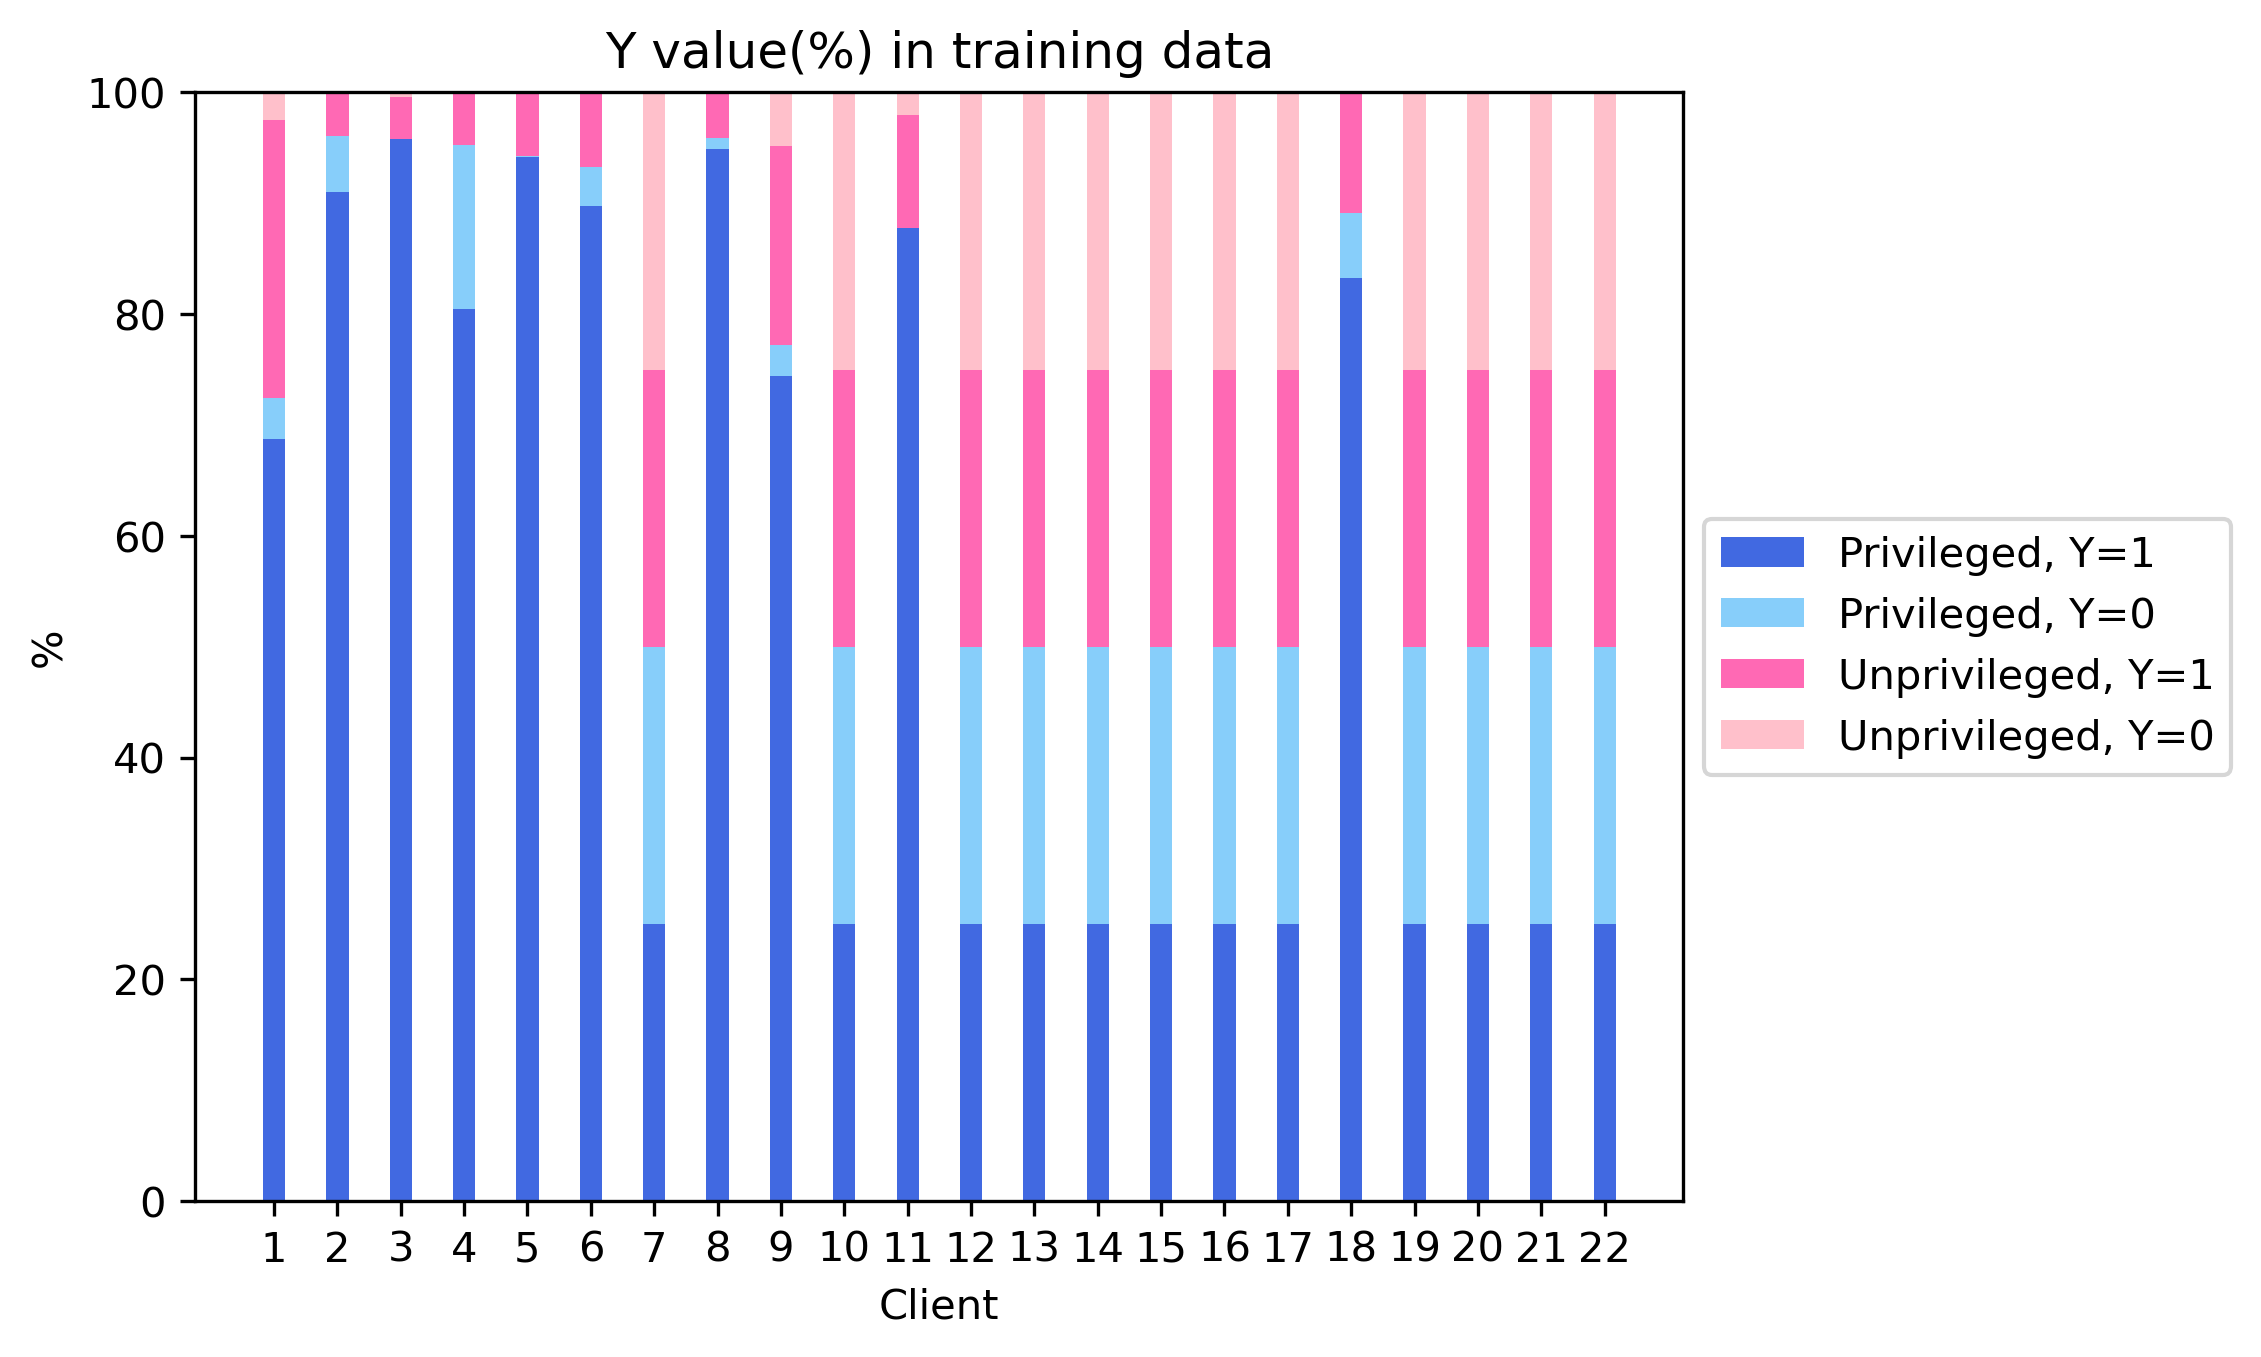 Y value(%) in training data
100
80
60
40
20
0
%
1 2 3 4 5 6 7 8 9 10 11 12 13 14 15 16 17 18 19 20 21 22
Client
Privileged, Y=1
Privileged, Y=0
Unprivileged, Y=1
Unprivileged, Y=0